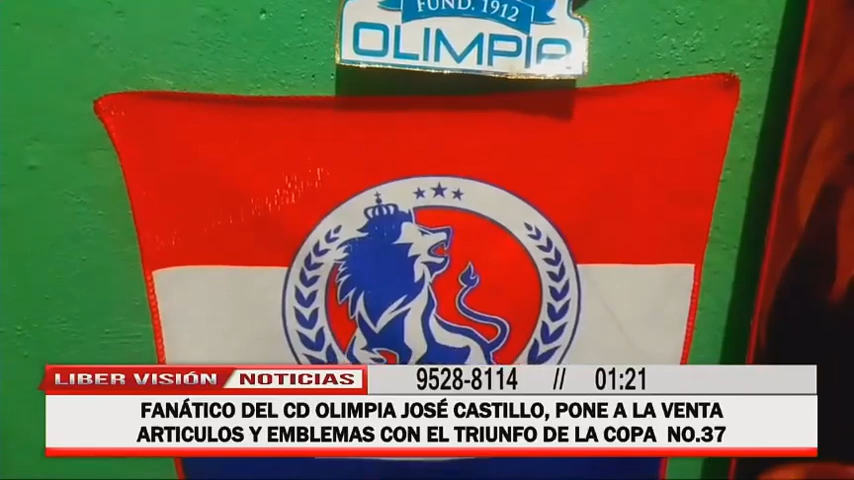 FUND. 1912
OLIMPIA
LIBER VISIÓN NOTICIAS
9528-8114 // 01:21
FANÁTICO DEL CD OLIMPIA JOSÉ CASTILLO, PONE A LA VENTA
ARTICULOS Y EMBLEMAS CON EL TRIUNFO DE LA COPA NO.37